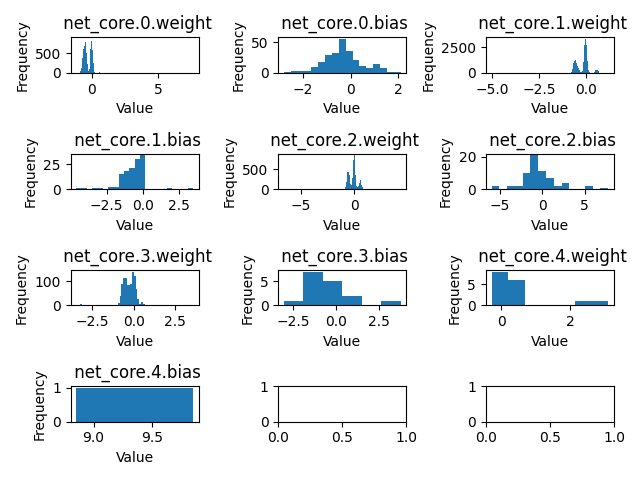 net_core.0.weight
Frequency
500
0
0
5
Value
net_core.0.bias
Frequency
50
0
−2
0
2
Value
net_core.1.weight
Frequency
2500
0
−5.0
−2.5
0.0
Value
net_core.1.bias
Frequency
25
0
−2.5
0.0
2.5
Value
net_core.2.weight
Frequency
500
0
−5
0
Value
net_core.2.bias
Frequency
20
0
−5
0
5
Value
net_core.3.weight
Frequency
100
0
−2.5
0.0
2.5
Value
net_core.3.bias
Frequency
5
0
−2.5
0.0
2.5
Value
net_core.4.weight
Frequency
5
0
0
2
Value
net_core.4.bias
Frequency
1
0
9.0
9.5
Value
1
0
0.0
0.5
1.0
1
0
0.0
0.5
1.0